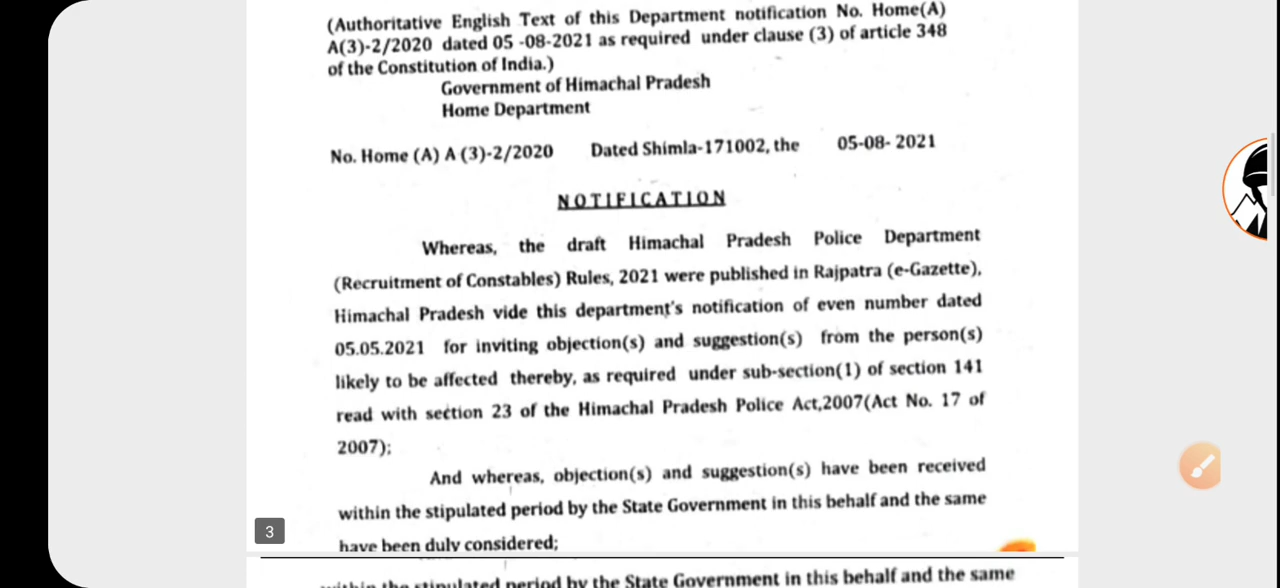 (Authoritative English Text of this Department notification No. Home(A)
A(3)-2/2020 dated 05 -08-2021 as required under clause (3) of article 348
of the Constitution of India.)
Government of Himachal Pradesh
Home Department
No. Home (A) A (3)-2/2020 Dated Shimla-171002, the 05-08- 2021
NOTIFICATION
Whereas, the draft Himachal Pradesh Police Department
(Recruitment of Constables) Rules, 2021 were published in Rajpatra (e-Gazette),
Himachal Pradesh vide this department's notification of even number dated
05.05.2021 for inviting objection(s) and suggestion(s) from the person(s)
likely to be affected thereby, as required under sub-section(1) of section 141
read with section 23 of the Himachal Pradesh Police Act,2007(Act No. 17 of
2007);
And whereas, objection(s) and suggestion(s) have been received
within the stipulated period by the State Government in this behalf and the same
have been duly considered;
3
within the stipulated period by the State Government in this behalf and the same